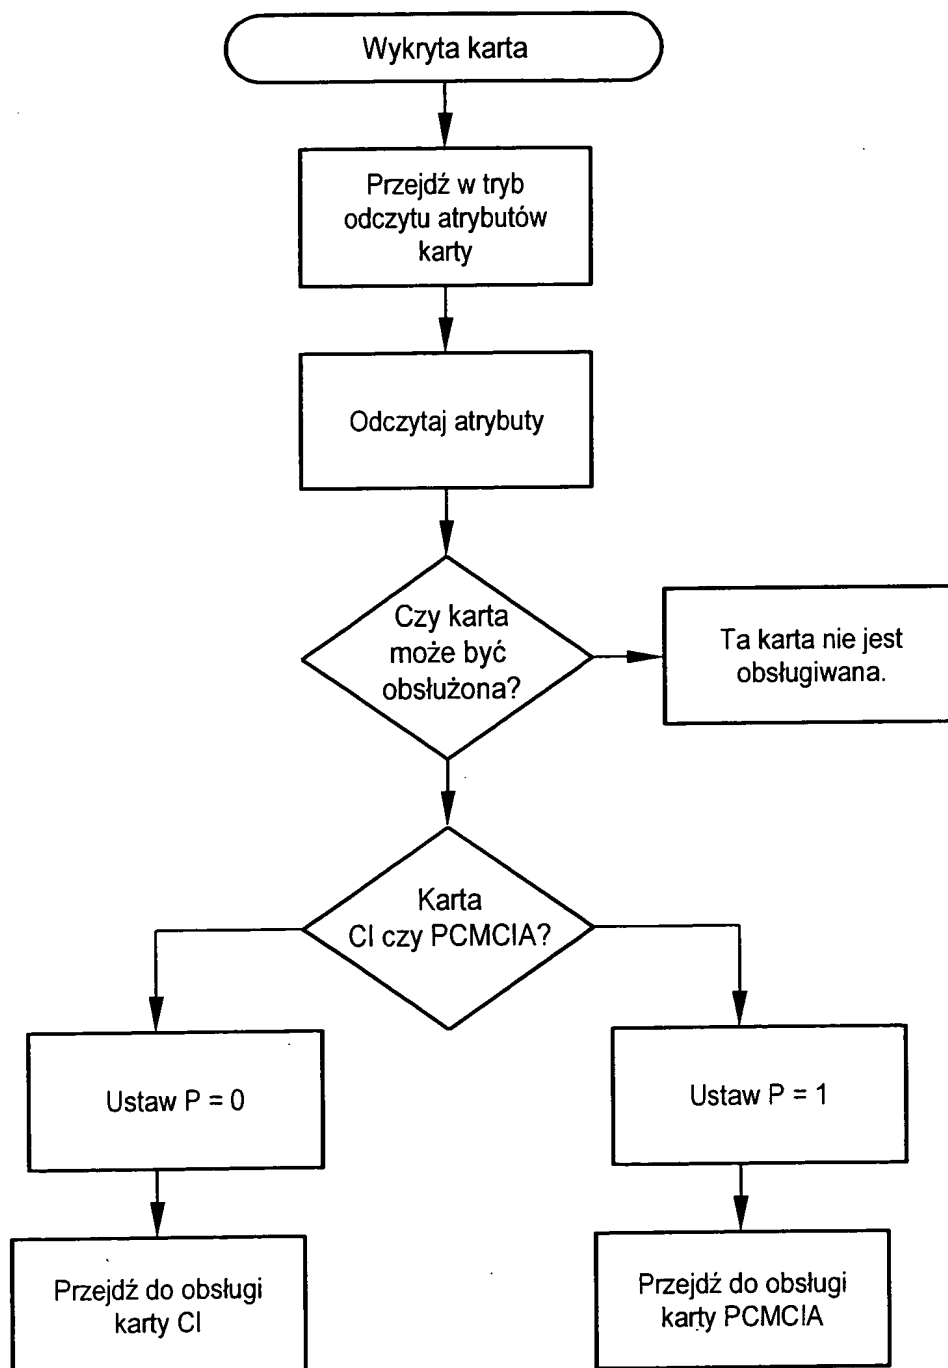 Wykryta karta
Przejdź w tryb
odczytu atrybutów
karty
Odczytaj atrybuty
Czy karta
może być
obsłużona?
Ta karta nie jest
obsługiwana.
Karta
CI czy PCMCIA?
Ustaw P = 0
Ustaw P = 1
Przejdź do obsługi
karty CI
Przejdź do obsługi
karty PCMCIA